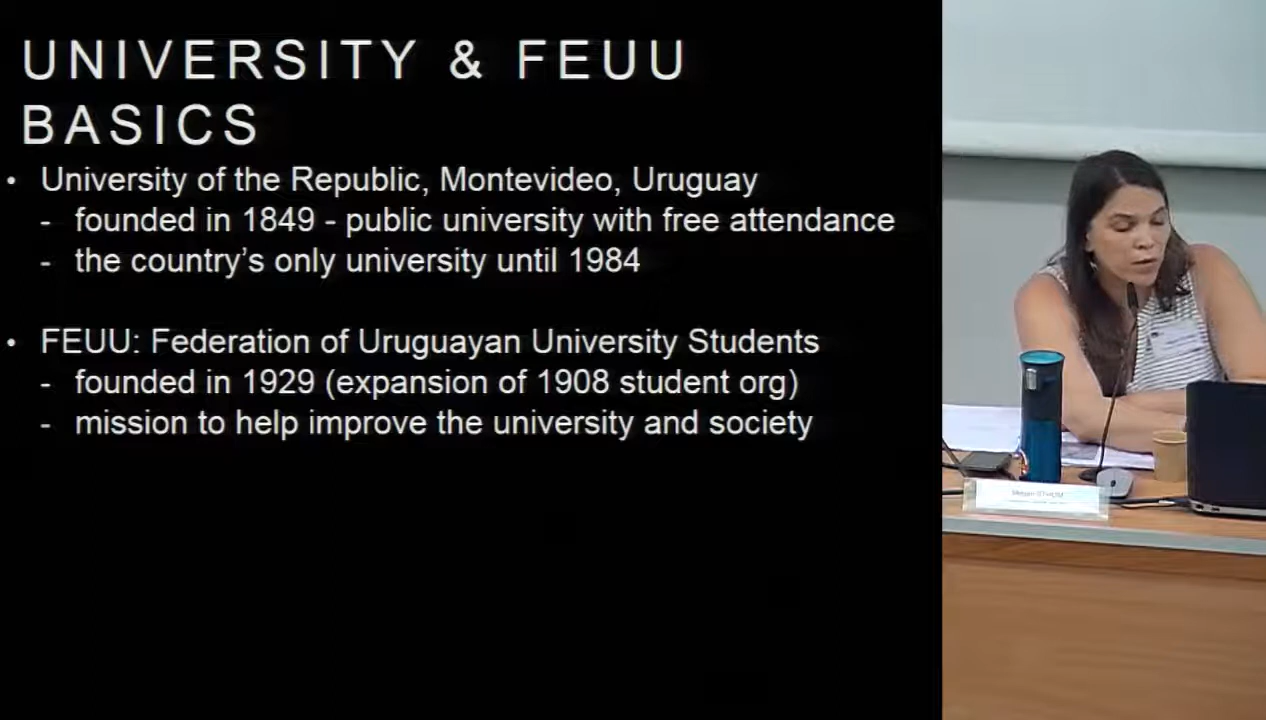 UNIVERSITY & FEUU
BASICS
• University of the Republic, Montevideo, Uruguay
- founded in 1849 - public university with free attendance
- the country's only university until 1984
• FEUU: Federation of Uruguayan University Students
- founded in 1929 (expansion of 1908 student org)
- mission to help improve the university and society
Megan